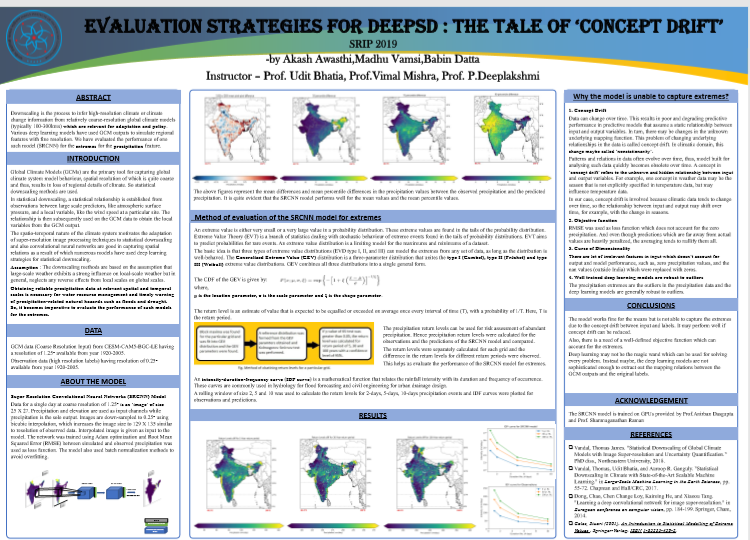 EVALUATION STRATEGIES FOR DEEPSD : THE TALE OF 'CONCEPT DRIFT'
SRIP 2019
-by Akash Awasthi,Madhu Vamsi,Babin Datta
Instructor – Prof. Udit Bhatia, Prof.Vimal Mishra, Prof. P.Deeplakshmi
ABSTRACT
Downscaling is the process to infer high-resolution climate or climate
change information from relatively coarse-resolution global climate models
(typically 100-300kms) which are relevant for adaptation and policy.
Various deep learning models have used GCM outputs to simulate regional
features with fine resolution. We have evaluated the performance of one
such model (SRCNN) for the extremes for the precipitation feature.
INTRODUCTION
Global Climate Models (GCMs) are the primary tool for capturing global
climate system model behaviour, spatial resolution of which is quite coarse
and thus, results in loss of regional details of climate. So statistical
downscaling methods are used.
In statistical downscaling, a statistical relationship is established from
observations between large scale predictors, like atmospheric surface
pressure, and a local variable, like the wind speed at a particular site. The
relationship is then subsequently used on the GCM data to obtain the local
variables from the GCM output.
The spatio-temporal nature of the climate system motivates the adaptation
of super-resolution image processing techniques to statistical downscaling
and also convolutional neural networks are good in capturing spatial
relations as a result of which numerous models have used deep learning
strategies for statistical downscaling.
Assumption : The downscaling methods are based on the assumption that
large scale weather exhibits a strong influence on local-scale weather but in
general, neglects any reverse effects from local scales on global scales.
Obtaining reliable precipitation data at relevant spatial and temporal
scales is necessary for water resource management and timely warning
of precipitation-related natural hazards such as floods and drought.
So, it becomes imperative to evaluate the performance of such models
for the extremes.
DATA
GCM data (Coarse Resolution Input) from CESM-CAM5-BGC-LE having
a resolution of 1.25° available from year 1920-2005.
Observation data (high resolution labels) having resolution of 0.25°
available from year 1920-2005.
ABOUT THE MODEL
Super Resolution Convolutional Neural Networks (SRCNN) Model
Data for a single day at coarse resolution of 1.25° is an 'image' of size
25 X 27. Precipitation and elevation are used as input channels while
precipitation is the sole output. Images are down-sampled to 0.25° using
bicubic interpolation, which increases the image size to 129 X 135 similar
to resolution of observed data. Interpolated image is given as input to the
model. The network was trained using Adam optimization and Root Mean
Squared Error (RMSE) between simulated and observed precipitation was
used as loss function. The model also used batch normalization methods to
avoid overfitting.
The above figures represent the mean differences and mean percentile differences in the precipitation values between the observed precipitation and the predicted
precipitation. It is quite evident that the SRCNN model performs well for the mean values and the mean percentile values.
Method of evaluation of the SRCNN model for extremes
An extreme value is either very small or a very large value in a probability distribution. These extreme values are found in the tails of the probability distribution.
Extreme Value Theory (EVT) is a branch of statistics dealing with stochastic behaviour of extreme events found in the tails of probability distributions. EVT aims
to predict probabilities for rare events. An extreme value distribution is a limiting model for the maximums and minimums of a dataset.
The basic idea is that three types of extreme value distributions (EVD types I, II, and III) can model the extremes from any set of data, as long as the distribution is
well-behaved. The Generalized Extreme Value (GEV) distribution is a three-parameter distribution that unites the type I (Gumbel), type II (Fréchet) and type
III (Weibull) extreme value distributions. GEV combines all three distributions into a single general form.
The CDF of the GEV is given by:
where,
μ is the location parameter, σ is the scale parameter and ξ is the shape parameter.
The return level is an estimate of value that is expected to be equalled or exceeded on average once every interval of time (T), with a probability of 1/T. Here, T is
the return period.
The precipitation return levels can be used for risk assessment of abundant
precipitation. Hence precipitation return levels were calculated for the
observations and the predictions of the SRCNN model and compared.
The return levels were separately calculated for each grid and the
difference in the return levels for different return periods were observed.
This helps us evaluate the performance of the SRCNN model for extremes.
An intensity-duration-frequency curve (IDF curve) is a mathematical function that relates the rainfall intensity with its duration and frequency of occurrence.
These curves are commonly used in hydrology for flood forecasting and civil engineering for urban drainage design.
A rolling window of size 2, 5 and 10 was used to calculate the return levels for 2-days, 5-days, 10-days precipitation events and IDF curves were plotted for
observations and predictions.
RESULTS
Why the model is unable to capture extremes?
1. Concept Drift
Data can change over time. This results in poor and degrading predictive
performance in predictive models that assume a static relationship between
input and output variables. In turn, there may be changes in the unknown
underlying mapping function. This problem of changing underlying
relationships in the data is called concept drift. In climatic domain, this
change maybe called 'nonstationarity'.
Patterns and relations in data often evolve over time, thus, model built for
analysing such data quickly becomes obsolete over time. A concept in
'concept drift' refers to the unknown and hidden relationship between input
and output variables. For example, one concept in weather data may be the
season that is not explicitly specified in temperature data, but may
influence temperature data.
In our case, concept drift is involved because climate data tends to change
over time, so the relationship between input and output may drift over
time, for example, with the change in seasons.
2. Objective function
RMSE was used as loss function which does not account for the zero
precipitation. And even though predictions which are far away from actual
values are heavily penalised, the averaging tends to nullify them all.
3. Curse of Dimensionality
There are lot of irrelevant features in input which doesn't account for
output and model performance, such as, zero precipitation values, and the
nan values (outside India) which were replaced with zeros.
4. Well trained deep learning models are robust to outliers
The precipitation extremes are the outliers in the precipitation data and the
deep learning models are generally robust to outliers.
CONCLUSIONS
The model works fine for the means but is not suitable to capture the extremes
due to the concept drift between input and labels. It may perform well if
concept drift can be reduced.
Also, there is a need of a well-defined objective function which can
account for the extremes.
Deep learning may not be the magic wand which can be used for solving
every problem. Instead maybe, the deep learning models are not
sophisticated enough to extract the mapping relations between the
GCM outputs and the original labels.
ACKNOWLEDGEMENT
The SRCNN model is trained on GPUs provided by Prof.Anirban Dasgupta
and Prof. Shanmuganathan Raman
REFERENCES
Vandal, Thomas James. "Statistical Downscaling of Global Climate
Models with Image Super-resolution and Uncertainty Quantification."
PhD diss., Northeastern University, 2018.
Vandal, Thomas, Udit Bhatia, and Auroop R. Ganguly. "Statistical
Downscaling in Climate with State-of-the-Art Scalable Machine
Learning." in Large-Scale Machine Learning in the Earth Sciences, pp.
55-72. Chapman and Hall/CRC, 2017.
Dong, Chao, Chen Change Loy, Kaiming He, and Xiaoou Tang.
"Learning a deep convolutional network for image super-resolution." in
European conference on computer vision, pp. 184-199. Springer, Cham,
2014.
Coles, Stuart (2001). An Introduction to Statistical Modelling of Extreme
Values, Springer-Verlag.